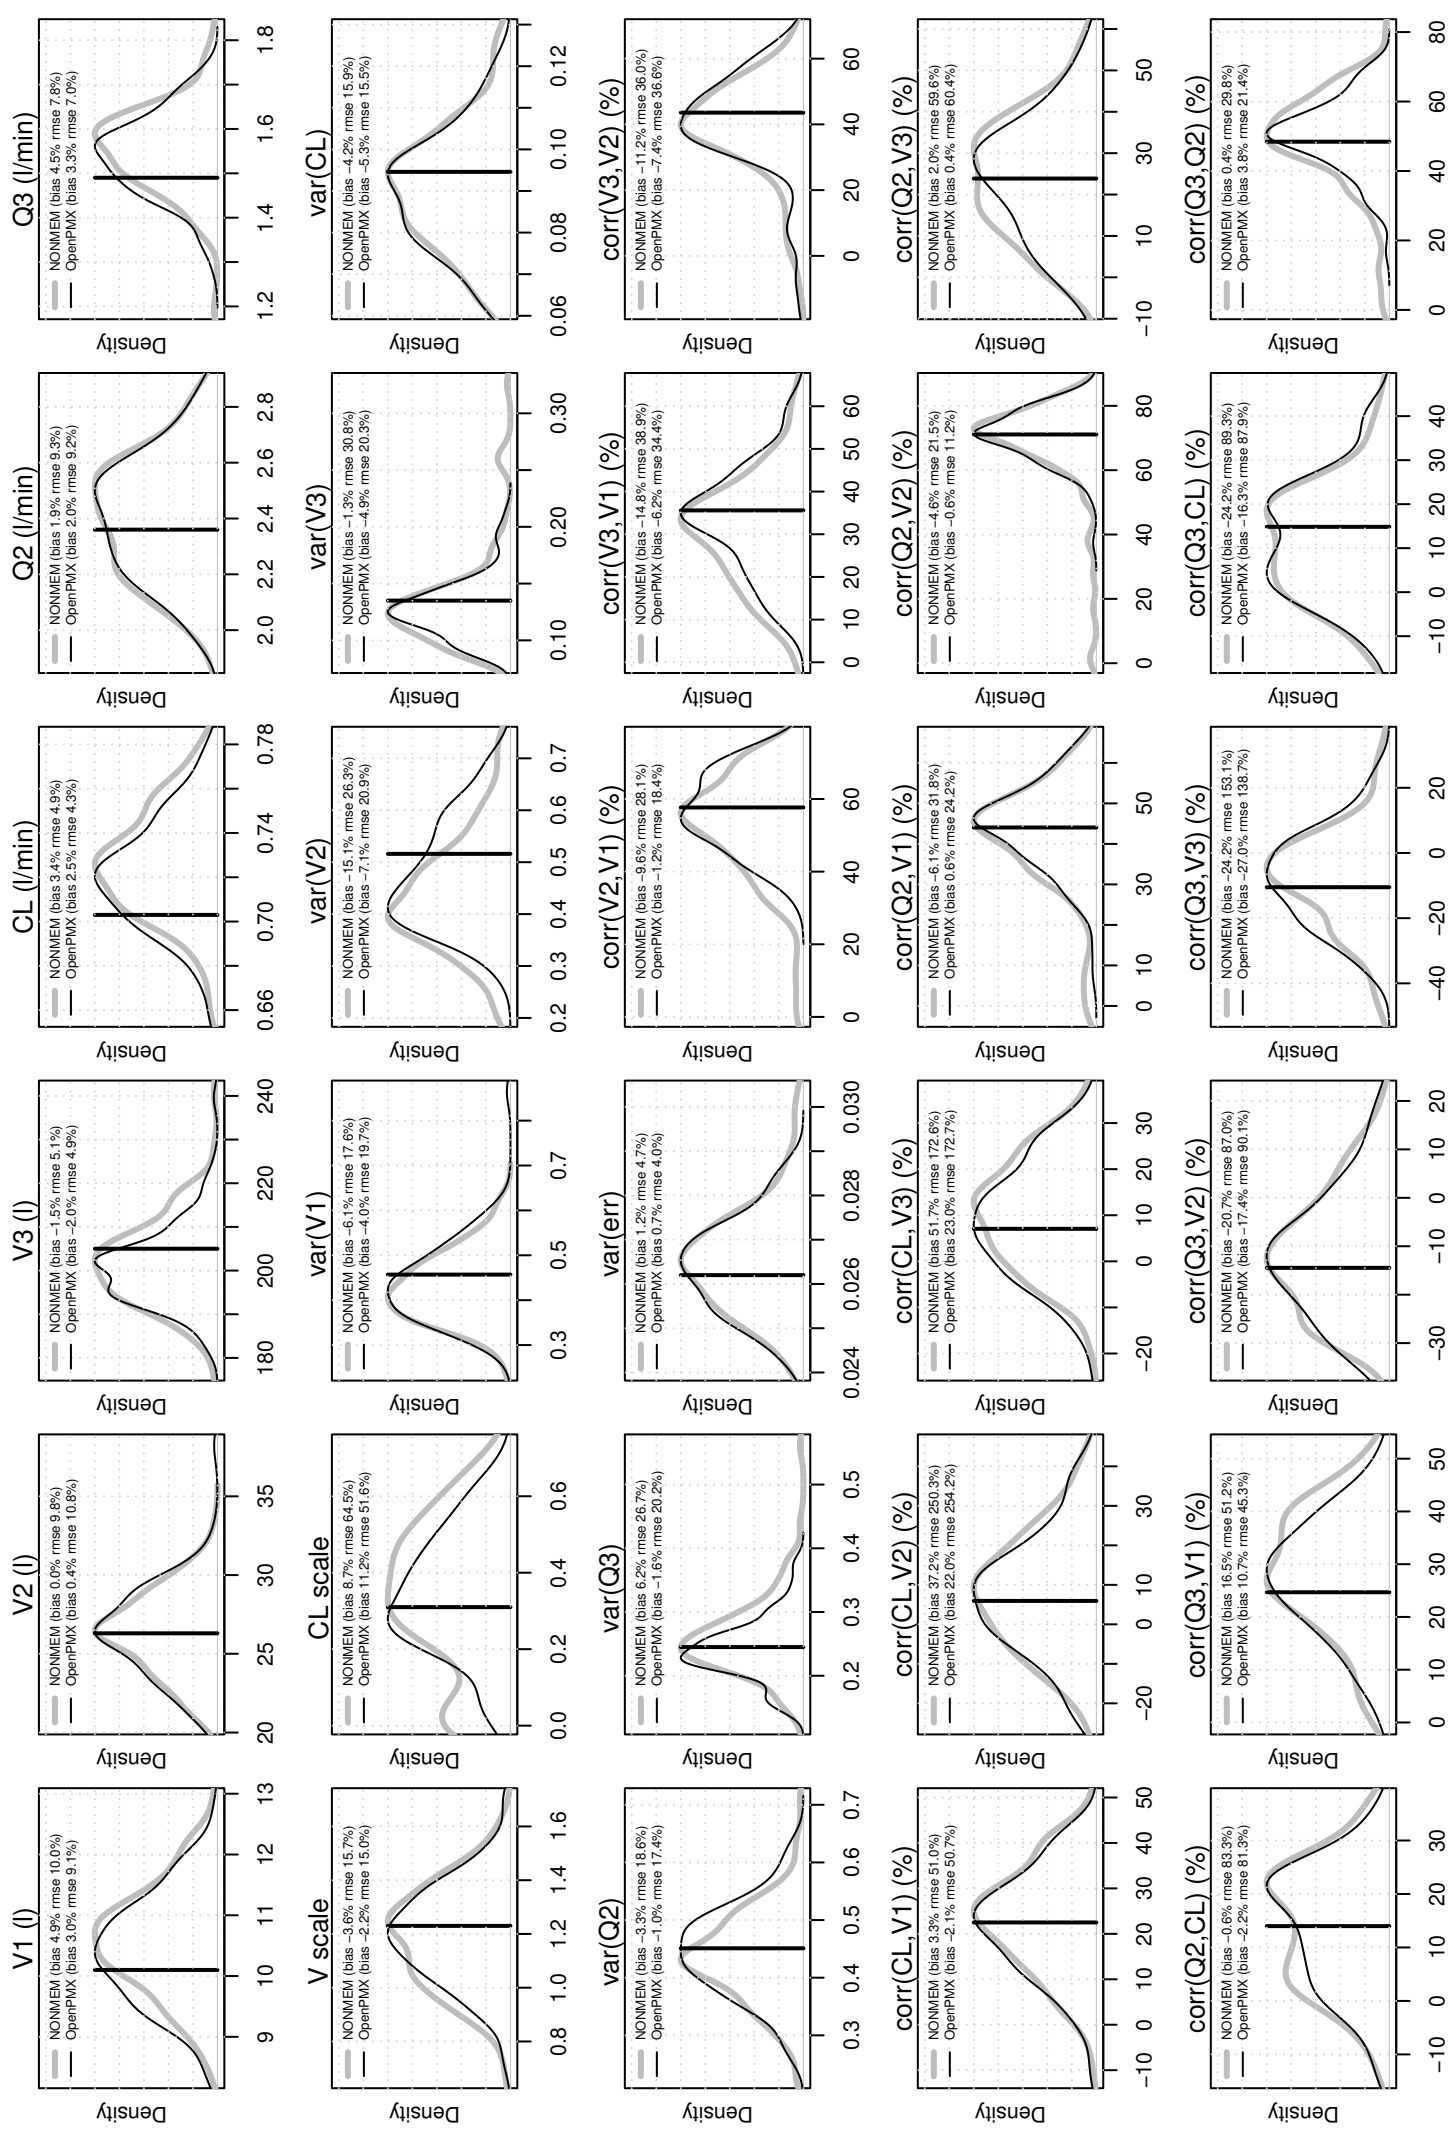 V1 (l)
NONMEM (bias 4.9% rmse 10.0%)
OpenPMX (bias 3.0% rmse 9.1%)
Density
9 10 11 12 13
V2 (l)
NONMEM (bias 0.0% rmse 9.8%)
OpenPMX (bias 0.4% rmse 10.8%)
Density
20 25 30 35
V3 (l)
NONMEM (bias −1.5% rmse 5.1%)
OpenPMX (bias −2.0% rmse 4.9%)
Density
180 200 220 240
CL (l/min)
NONMEM (bias 3.4% rmse 4.9%)
OpenPMX (bias 2.5% rmse 4.3%)
Density
0.66 0.70 0.74 0.78
Q2 (l/min)
NONMEM (bias 1.9% rmse 9.3%)
OpenPMX (bias 2.0% rmse 9.2%)
Density
2.0 2.2 2.4 2.6 2.8
Q3 (l/min)
NONMEM (bias 4.5% rmse 7.8%)
OpenPMX (bias 3.3% rmse 7.0%)
Density
1.2 1.4 1.6 1.8
V scale
NONMEM (bias −3.6% rmse 15.7%)
OpenPMX (bias −2.2% rmse 15.0%)
Density
0.8 1.0 1.2 1.4 1.6
CL scale
NONMEM (bias 8.7% rmse 64.5%)
OpenPMX (bias 11.2% rmse 51.6%)
Density
0.0 0.2 0.4 0.6
var(V1)
NONMEM (bias −6.1% rmse 17.6%)
OpenPMX (bias −4.0% rmse 19.7%)
Density
0.3 0.5 0.7
var(V2)
NONMEM (bias −15.1% rmse 26.3%)
OpenPMX (bias −7.1% rmse 20.9%)
Density
0.2 0.3 0.4 0.5 0.6 0.7
var(V3)
NONMEM (bias −1.3% rmse 30.8%)
OpenPMX (bias −4.9% rmse 20.3%)
Density
0.10 0.20 0.30
var(CL)
NONMEM (bias −4.2% rmse 15.9%)
OpenPMX (bias −5.3% rmse 15.5%)
Density
0.06 0.08 0.10 0.12
var(Q2)
NONMEM (bias −3.3% rmse 18.6%)
OpenPMX (bias −1.0% rmse 17.4%)
Density
0.3 0.4 0.5 0.6 0.7
var(Q3)
NONMEM (bias 6.2% rmse 26.7%)
OpenPMX (bias −1.6% rmse 20.2%)
Density
0.2 0.3 0.4 0.5
var(err)
NONMEM (bias 1.2% rmse 4.7%)
OpenPMX (bias 0.7% rmse 4.0%)
Density
0.024 0.026 0.028 0.030
corr(V2,V1) (%)
NONMEM (bias −9.6% rmse 28.1%)
OpenPMX (bias −1.2% rmse 18.4%)
Density
0 20 40 60
corr(V3,V1) (%)
NONMEM (bias −14.8% rmse 38.9%)
OpenPMX (bias −6.2% rmse 34.4%)
Density
0 10 20 30 40 50 60
corr(V3,V2) (%)
NONMEM (bias −11.2% rmse 36.0%)
OpenPMX (bias −7.4% rmse 36.6%)
Density
0 20 40 60
corr(CL,V1) (%)
NONMEM (bias 3.3% rmse 51.0%)
OpenPMX (bias −2.1% rmse 50.7%)
Density
−10 0 10 20 30 40 50
corr(CL,V2) (%)
NONMEM (bias 37.2% rmse 250.3%)
OpenPMX (bias 22.0% rmse 254.2%)
Density
−20 0 10 30
corr(CL,V3) (%)
NONMEM (bias 51.7% rmse 172.6%)
OpenPMX (bias 23.0% rmse 172.7%)
Density
−20 0 10 20 30
corr(Q2,V1) (%)
NONMEM (bias −6.1% rmse 31.8%)
OpenPMX (bias 0.6% rmse 24.2%)
Density
0 10 30 50
corr(Q2,V2) (%)
NONMEM (bias −4.6% rmse 21.5%)
OpenPMX (bias −0.6% rmse 11.2%)
Density
0 20 40 60 80
corr(Q2,V3) (%)
NONMEM (bias 2.0% rmse 59.6%)
OpenPMX (bias 0.4% rmse 60.4%)
Density
−10 10 30 50
corr(Q2,CL) (%)
NONMEM (bias −0.6% rmse 83.3%)
OpenPMX (bias −2.2% rmse 81.3%)
Density
−10 0 10 20 30
corr(Q3,V1) (%)
NONMEM (bias 16.5% rmse 51.2%)
OpenPMX (bias 10.7% rmse 45.3%)
Density
0 10 20 30 40 50
corr(Q3,V2) (%)
NONMEM (bias −20.7% rmse 87.0%)
OpenPMX (bias −17.4% rmse 90.1%)
Density
−30 −10 0 10 20
corr(Q3,V3) (%)
NONMEM (bias −24.2% rmse 153.1%)
OpenPMX (bias −27.0% rmse 138.7%)
Density
−40 −20 0 20
corr(Q3,CL) (%)
NONMEM (bias −24.2% rmse 89.3%)
OpenPMX (bias −16.3% rmse 87.9%)
Density
−10 0 10 20 30 40
corr(Q3,Q2) (%)
NONMEM (bias 0.4% rmse 29.8%)
OpenPMX (bias 3.8% rmse 21.4%)
Density
0 20 40 60 80